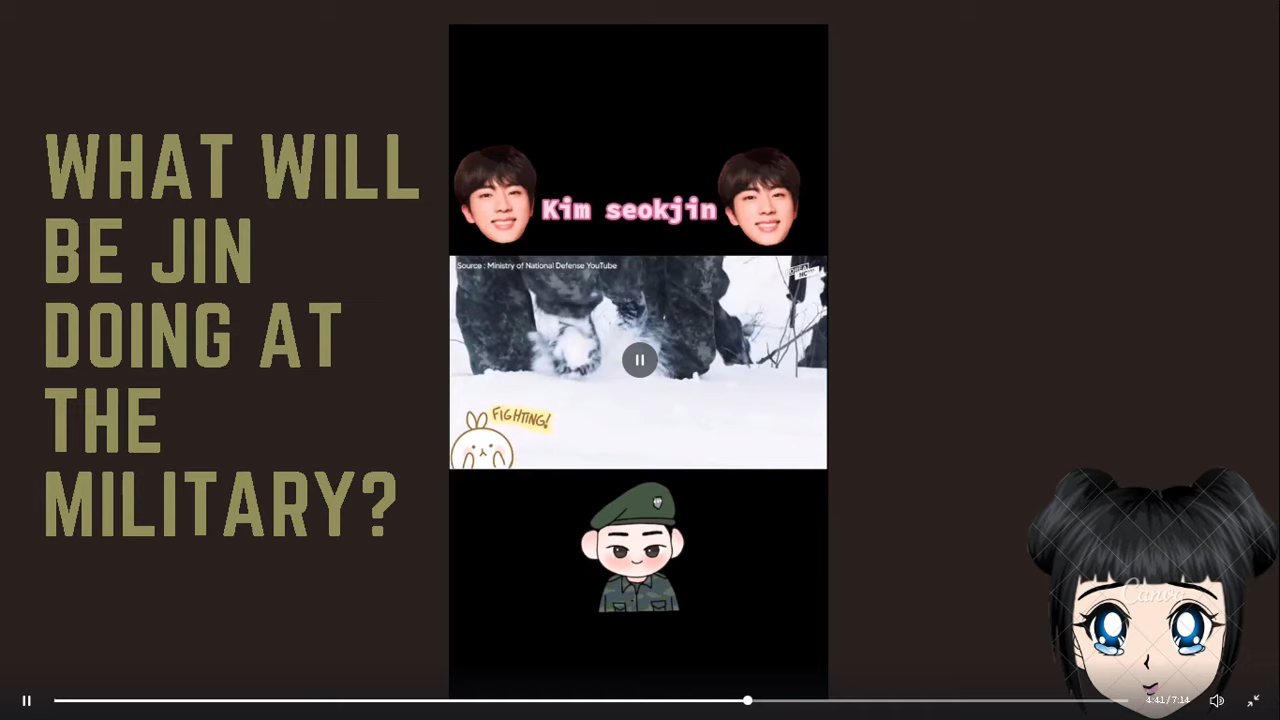 WHAT WILL
BE JIN
DOING AT
THE
MILITARY?
Kim seokjin
Source : Ministry of National Defense YouTube
FIGHTING!
Canva
4:41 / 7:14